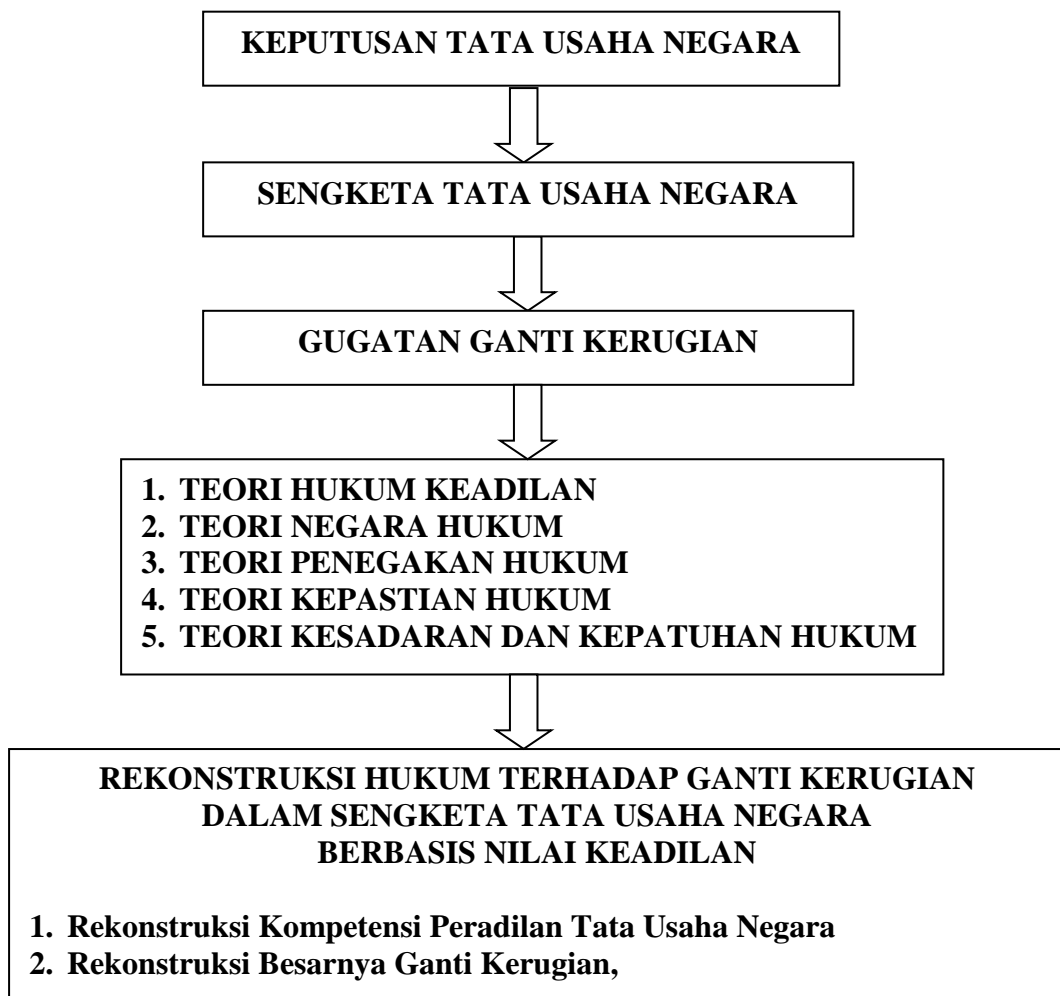 KEPUTUSAN TATA USAHA NEGARA
SENGKETA TATA USAHA NEGARA
GUGATAN GANTI KERUGIAN
1. TEORI HUKUM KEADILAN
2. TEORI NEGARA HUKUM
3. TEORI PENEGAKAN HUKUM
4. TEORI KEPASTIAN HUKUM
5. TEORI KESADARAN DAN KEPATUHAN HUKUM
REKONSTRUKSI HUKUM TERHADAP GANTI KERUGIAN
DALAM SENGKETA TATA USAHA NEGARA
BERBASIS NILAI KEADILAN
1. Rekonstruksi Kompetensi Peradilan Tata Usaha Negara
2. Rekonstruksi Besarnya Ganti Kerugian,